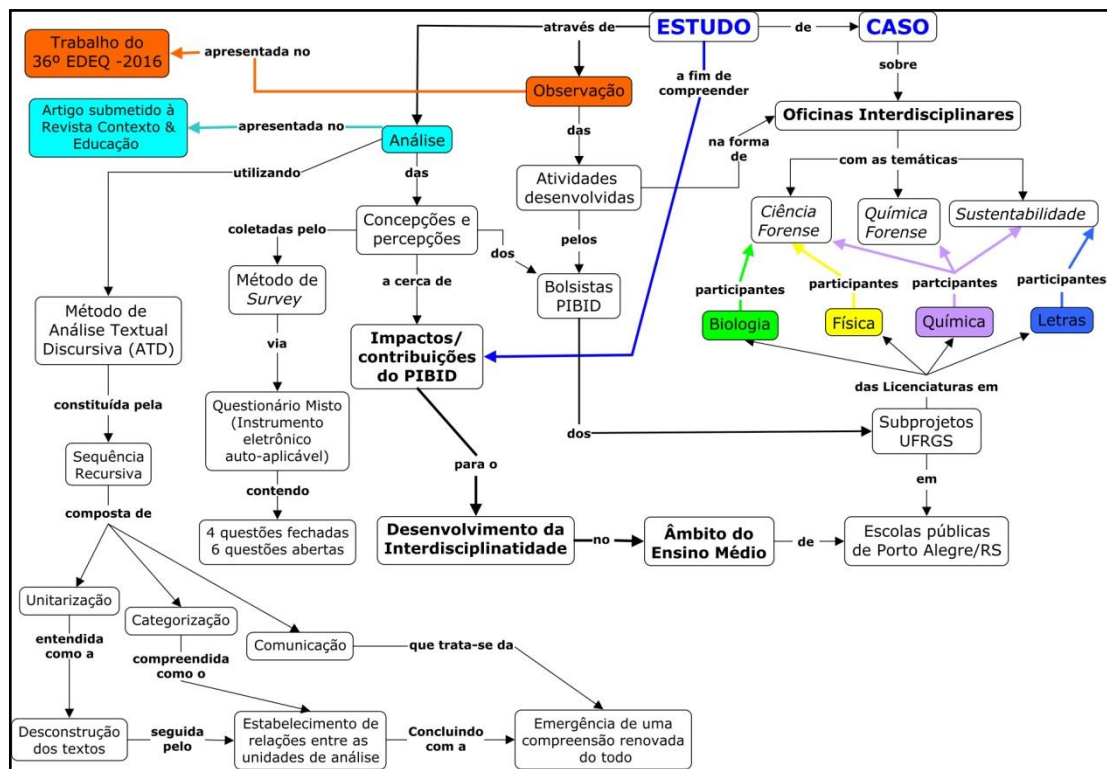 através de
ESTUDO
de
CASO
Trabalho do
36º EDEQ -2016
apresentada no
a fim de
compreender
sobre
Observação
Artigo submetido à
Revista Contexto &
Educação
apresentada no
Análise
das
Oficinas Interdisciplinares
na forma
de
com as temáticas
utilizando
das
Atividades
desenvolvidas
Ciência
Forense
Química
Forense
Sustentabilidade
coletadas pelo
Concepções e
percepções
dos
pelos
Método de
Survey
a cerca de
Bolsistas
PIBID
participantes
participantes
partcipantes
participantes
Biologia
Física
Química
Letras
Método de
Análise Textual
Discursiva (ATD)
via
Impactos/
contribuições
do PIBID
das Licenciaturas em
constituída pela
Questionário Misto
(Instrumento
eletrônico
auto-aplicável)
dos
Subprojetos
UFRGS
Sequência
Recursiva
para o
em
contendo
composta de
4 questões fechadas
6 questões abertas
Desenvolvimento da
Interdisciplinatidade
no
Âmbito do
Ensino Médio
de
Escolas públicas
de Porto Alegre/RS
Unitarização
Categorização
Comunicação
entendida
como a
compreendida
como o
que trata-se da
Desconstrução
dos textos
seguida
pelo
Estabelecimento de
relações entre as
unidades de análise
Concluindo
com a
Emergência de uma
compreensão renovada
do todo